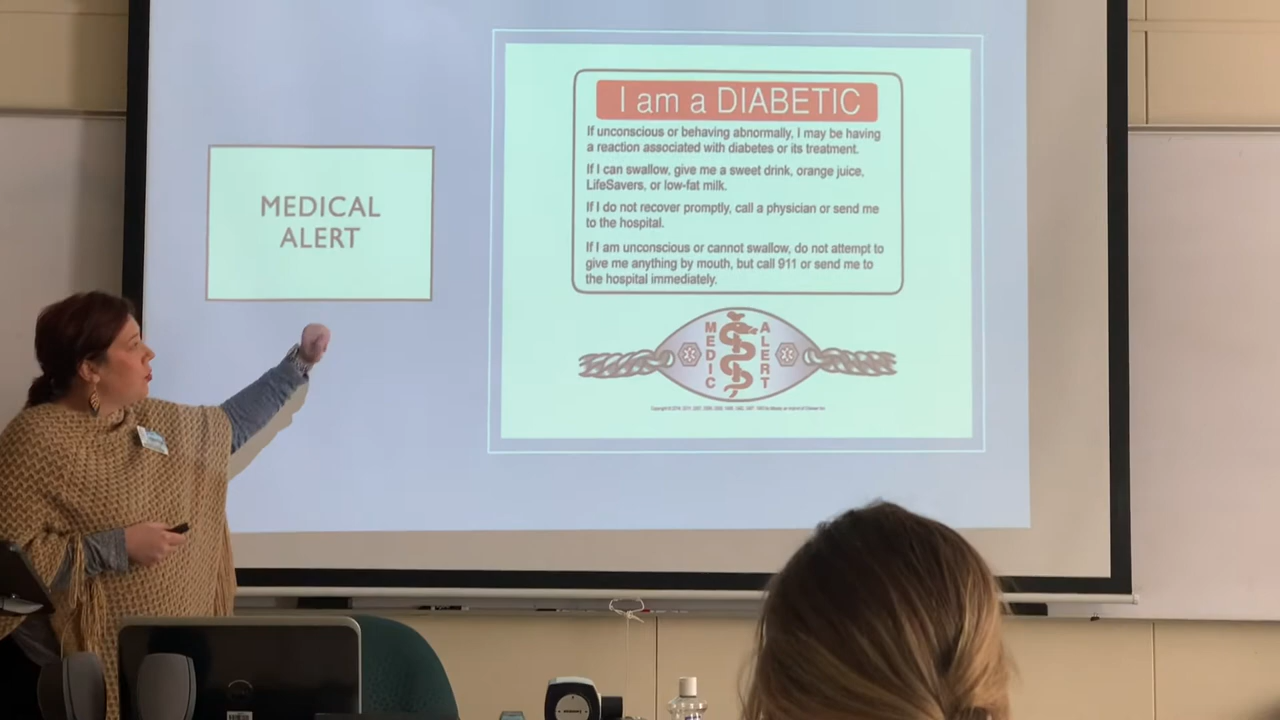 MEDICAL
ALERT
I am a DIABETIC
If unconscious or behaving abnormally, I may be having
a reaction associated with diabetes or its treatment.
If I can swallow, give me a sweet drink, orange juice,
LifeSavers, or low-fat milk.
If I do not recover promptly, call a physician or send me
to the hospital.
If I am unconscious or cannot swallow, do not attempt to
give me anything by mouth, but call 911 or send me to
the hospital immediately.
MEDIC
ALERT